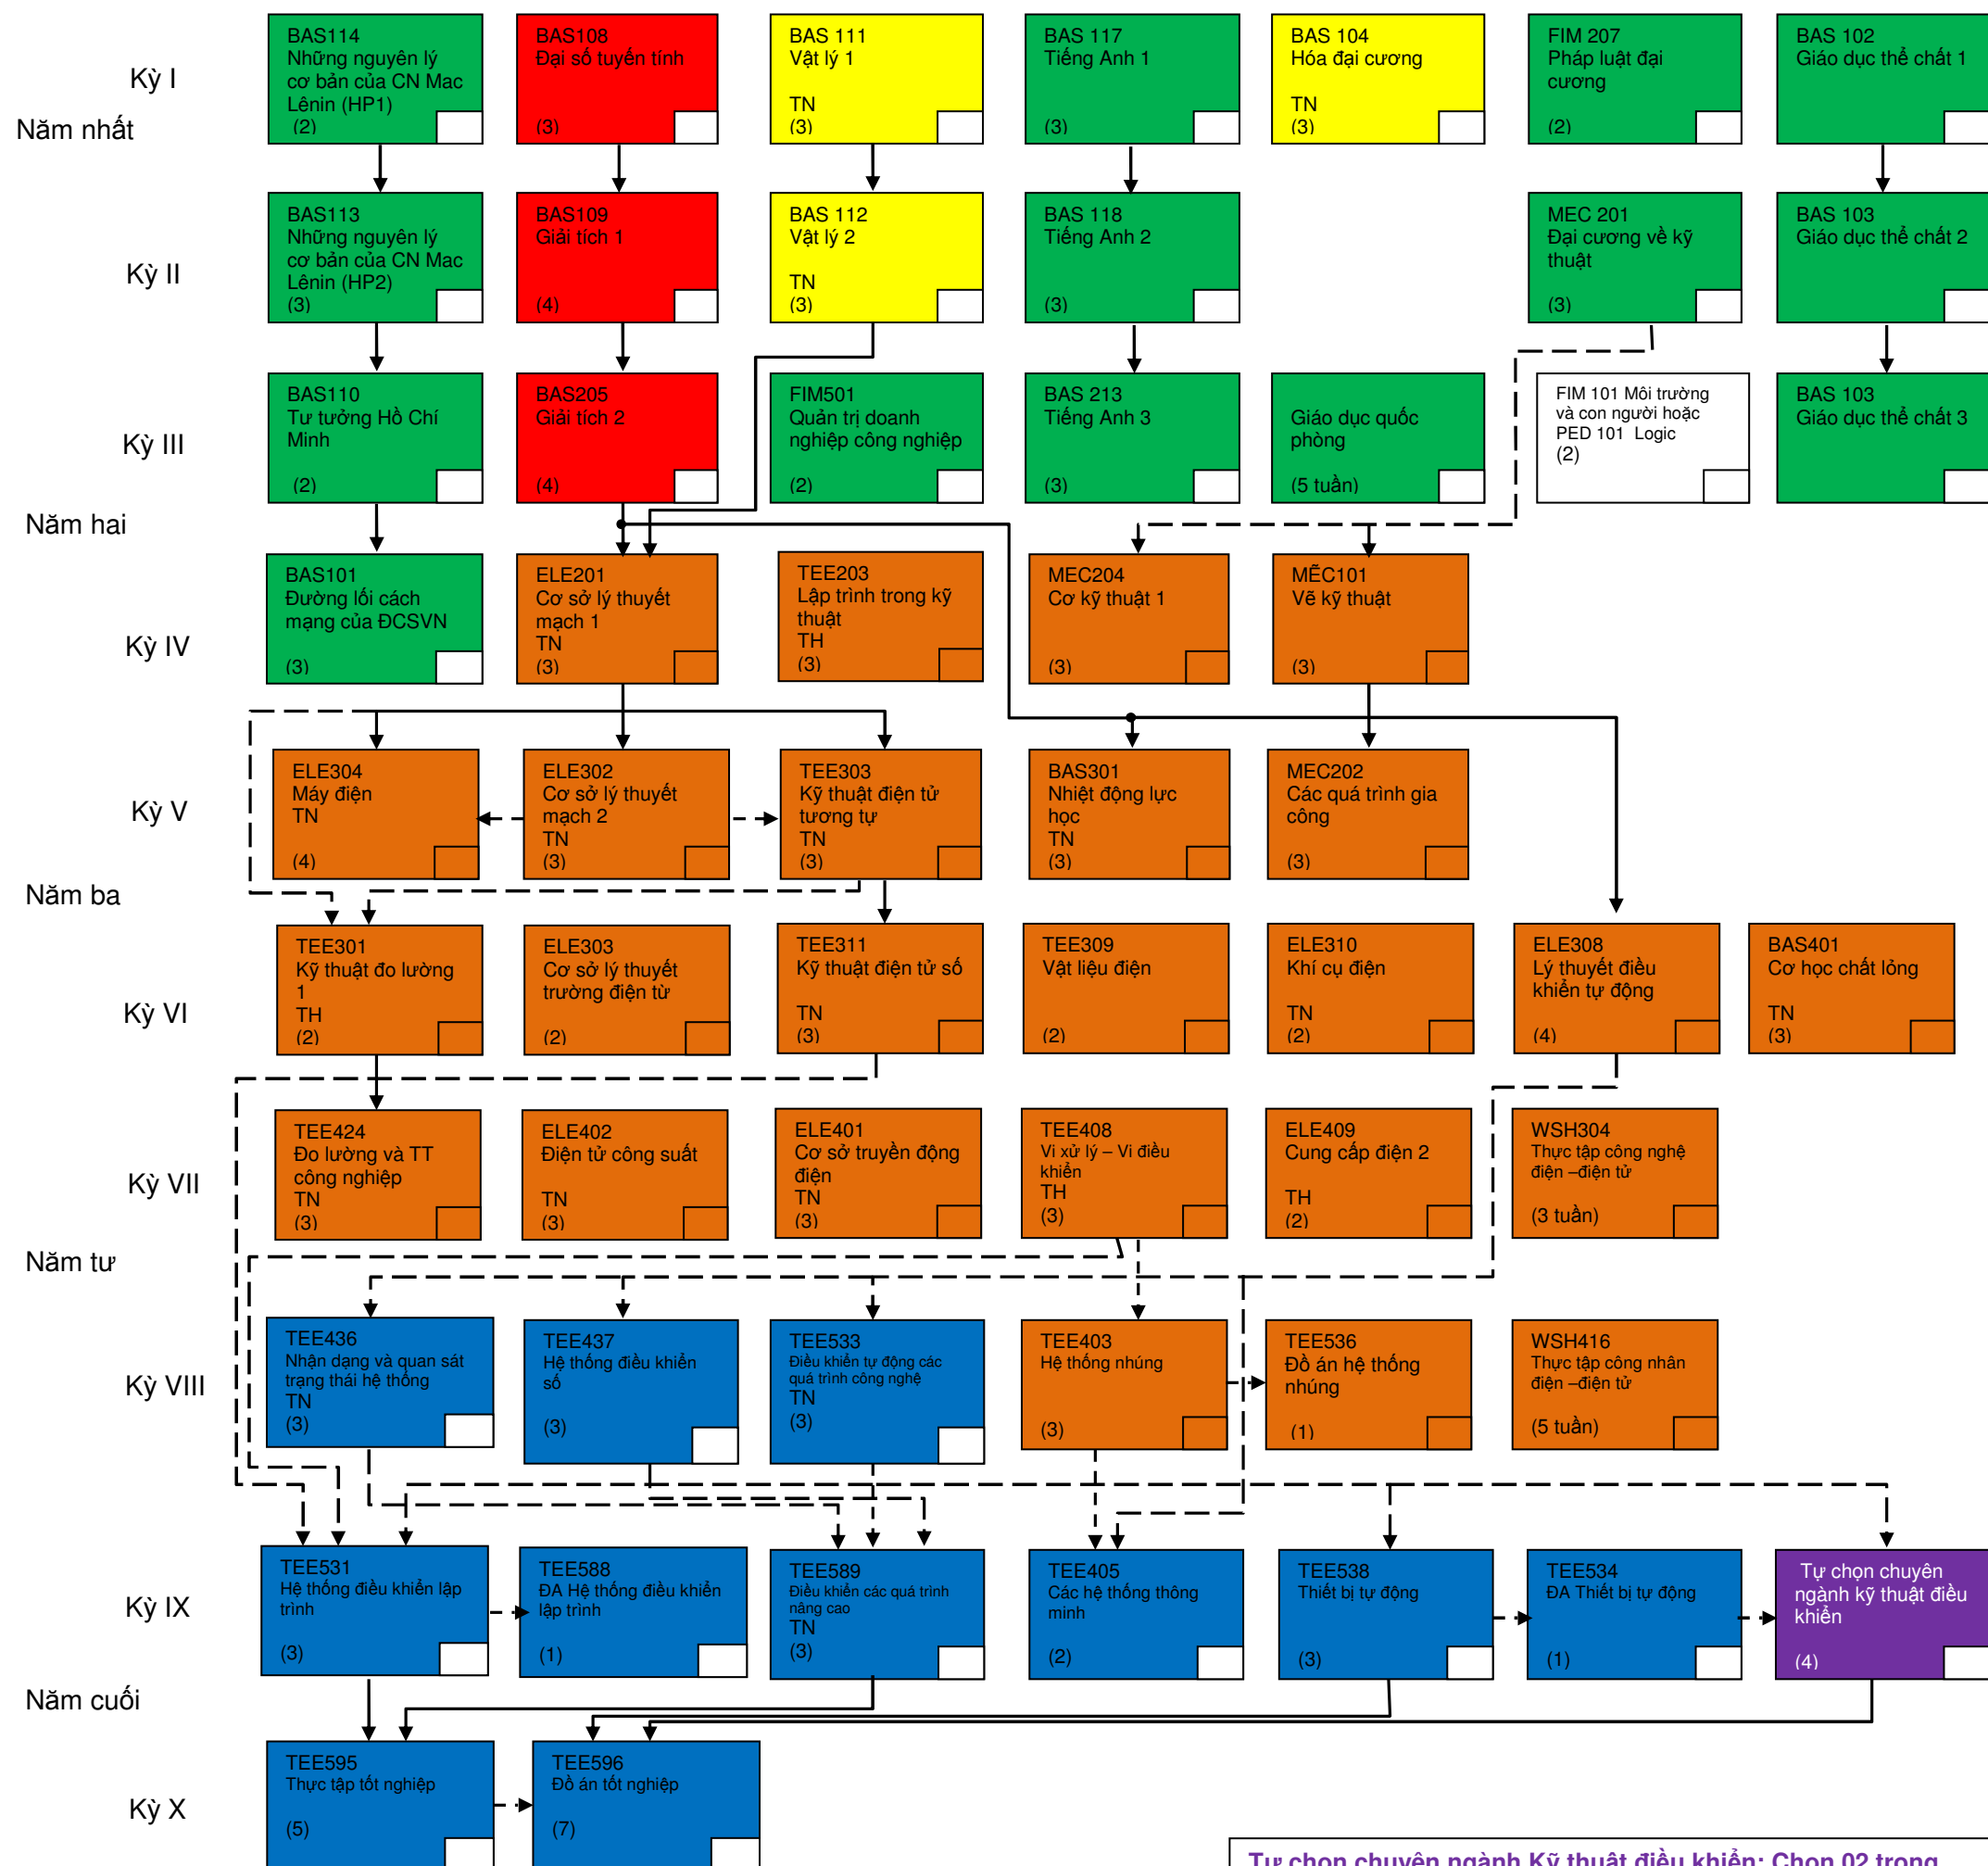 Kỳ I
Năm nhất
BAS114
Những nguyên lý
cơ bản của CN Mac
Lênin (HP1)
(2)
BAS108
Đại số tuyến tính
(3)
BAS 111
Vật lý 1
TN
(3)
BAS 117
Tiếng Anh 1
(3)
BAS 104
Hóa đại cương
TN
(3)
FIM 207
Pháp luật đại
cương
(2)
BAS 102
Giáo dục thể chất 1
Kỳ II
BAS113
Những nguyên lý
cơ bản của CN Mac
Lênin (HP2)
(3)
BAS109
Giải tích 1
(4)
BAS 112
Vật lý 2
TN
(3)
BAS 118
Tiếng Anh 2
(3)
MEC 201
Đại cương về kỹ
thuật
(3)
BAS 103
Giáo dục thể chất 2
Kỳ III
BAS110
Tư tưởng Hồ Chí
Minh
(2)
BAS205
Giải tích 2
(4)
FIM501
Quản trị doanh
nghiệp công nghiệp
(2)
BAS 213
Tiếng Anh 3
(3)
Giáo dục quốc
phòng
(5 tuần)
FIM 101 Môi trường
và con người hoặc
PED 101 Logic
(2)
BAS 103
Giáo dục thể chất 3
Năm hai
Kỳ IV
BAS101
Đường lối cách
mạng của ĐCSVN
(3)
ELE201
Cơ sở lý thuyết
mạch 1
TN
(3)
TEE203
Lập trình trong kỹ
thuật
TH
(3)
MEC204
Cơ kỹ thuật 1
(3)
MEC101
Vẽ kỹ thuật
(3)
Kỳ V
ELE304
Máy điện
TN
(4)
ELE302
Cơ sở lý thuyết
mạch 2
TN
(3)
TEE303
Kỹ thuật điện tử
tương tự
TN
(3)
BAS301
Nhiệt động lực
học
TN
(3)
MEC202
Các quá trình gia
công
(3)
Năm ba
Kỳ VI
TEE301
Kỹ thuật đo lường
1
TH
(2)
ELE303
Cơ sở lý thuyết
trường điện từ
(2)
TEE311
Kỹ thuật điện tử số
TN
(3)
TEE309
Vật liệu điện
(2)
ELE310
Khí cụ điện
TN
(2)
ELE308
Lý thuyết điều
khiển tự động
(4)
BAS401
Cơ học chất lỏng
TN
(3)
Kỳ VII
TEE424
Đo lường và TT
công nghiệp
TN
(3)
ELE402
Điện tử công suất
TN
(3)
ELE401
Cơ sở truyền động
điện
TN
(3)
TEE408
Vi xử lý – Vi điều
khiển
TH
(3)
ELE409
Cung cấp điện 2
TH
(2)
WSH304
Thực tập công nghệ
điện –điện tử
(3 tuần)
Năm tư
Kỳ VIII
TEE436
Nhận dạng và quan sát
trạng thái hệ thống
TN
(3)
TEE437
Hệ thống điều khiển
số
(3)
TEE533
Điều khiển tự động các
quá trình công nghệ
TN
(3)
TEE403
Hệ thống nhúng
(3)
TEE536
Đồ án hệ thống
nhúng
(1)
WSH416
Thực tập công nhân
điện –điện tử
(5 tuần)
Kỳ IX
TEE531
Hệ thống điều khiển lập
trình
(3)
TEE588
ĐA Hệ thống điều khiển
lập trình
(1)
TEE589
Điều khiển các quá trình
nâng cao
TN
(3)
TEE405
Các hệ thống thông
minh
(2)
TEE538
Thiết bị tự động
(3)
TEE534
ĐA Thiết bị tự động
(1)
Tự chọn chuyên
ngành kỹ thuật điều
khiển
(4)
Năm cuối
Kỳ X
TEE595
Thực tập tốt nghiệp
(5)
TEE596
Đồ án tốt nghiệp
(7)
Tự chọn chuyên ngành Kỹ thuật điều khiển: Chọn 02 trong